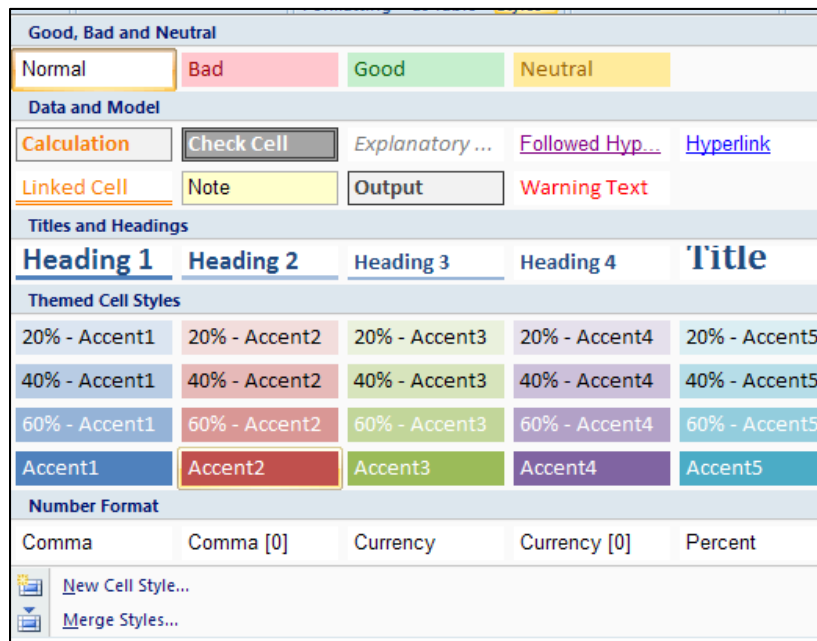 Good, Bad and Neutral
Normal Bad Good Neutral
Data and Model
Calculation Check Cell Explanatory ... Followed Hyp... Hyperlink
Linked Cell Note Output Warning Text
Titles and Headings
Heading 1 Heading 2 Heading 3 Heading 4 Title
Themed Cell Styles
20% - Accent1 20% - Accent2 20% - Accent3 20% - Accent4 20% - Accent5
40% - Accent1 40% - Accent2 40% - Accent3 40% - Accent4 40% - Accent5
60% - Accent1 60% - Accent2 60% - Accent3 60% - Accent4 60% - Accent5
Accent1 Accent2 Accent3 Accent4 Accent5
Number Format
Comma Comma [0] Currency Currency [0] Percent
New Cell Style...
Merge Styles...